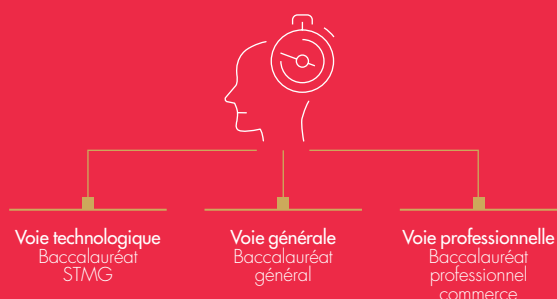 Voie technologique
Baccalauréat
STMG
Voie générale
Baccalauréat
général
Voie professionnelle
Baccalauréat
professionnel
commerce